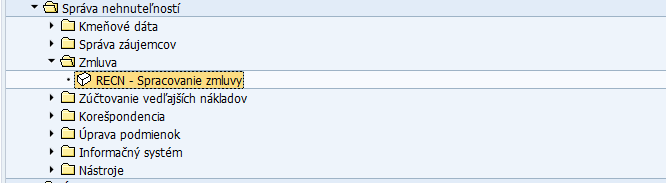 Správa nehnuteľností
Kmeňové dáta
Správa záujemcov
Zmluva
RECN - Spracovanie zmluvy
Zúčtovanie vedľajších nákladov
Korešpondencia
Úprava podmienok
Informačný systém
Nástroje